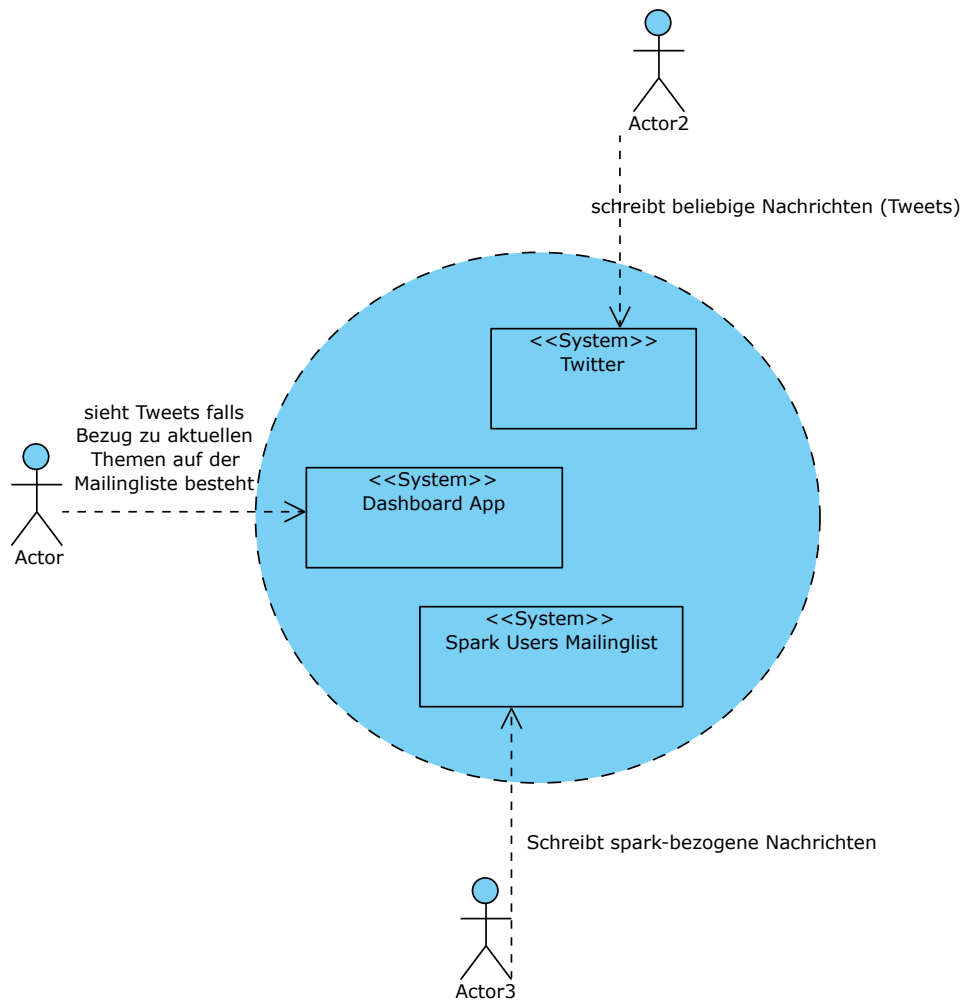 Actor2
schreibt beliebige Nachrichten (Tweets)
<<System>>
Twitter
sieht Tweets falls
Bezug zu aktuellen
Themen auf der
Mailingliste besteht
Actor
<<System>>
Dashboard App
<<System>>
Spark Users Mailinglist
Schreibt spark-bezogene Nachrichten
Actor3